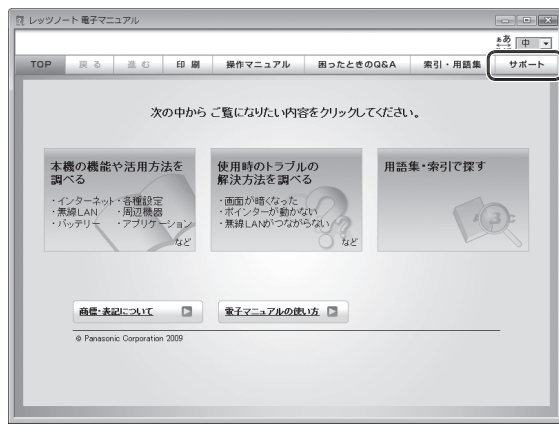 レッツノート 電子マニュアル
ああ 中
TOP 戻る 進む 印刷 操作マニュアル 困ったときのQ&A 索引・用語集 サポート
次の中から ご覧になりたい内容をクリックしてください。
本機の機能や活用方法を
調べる
・インターネット・各種設定
・無線LAN ・周辺機器
・バッテリー ・アプリケーション
など
使用時のトラブルの
解決方法を調べる
・画面が暗くなった
・ポインターが動かない
・無線LANがつながらない
など
用語集・索引で探す
商標・表記について
電子マニュアルの使い方
© Panasonic Corporation 2009